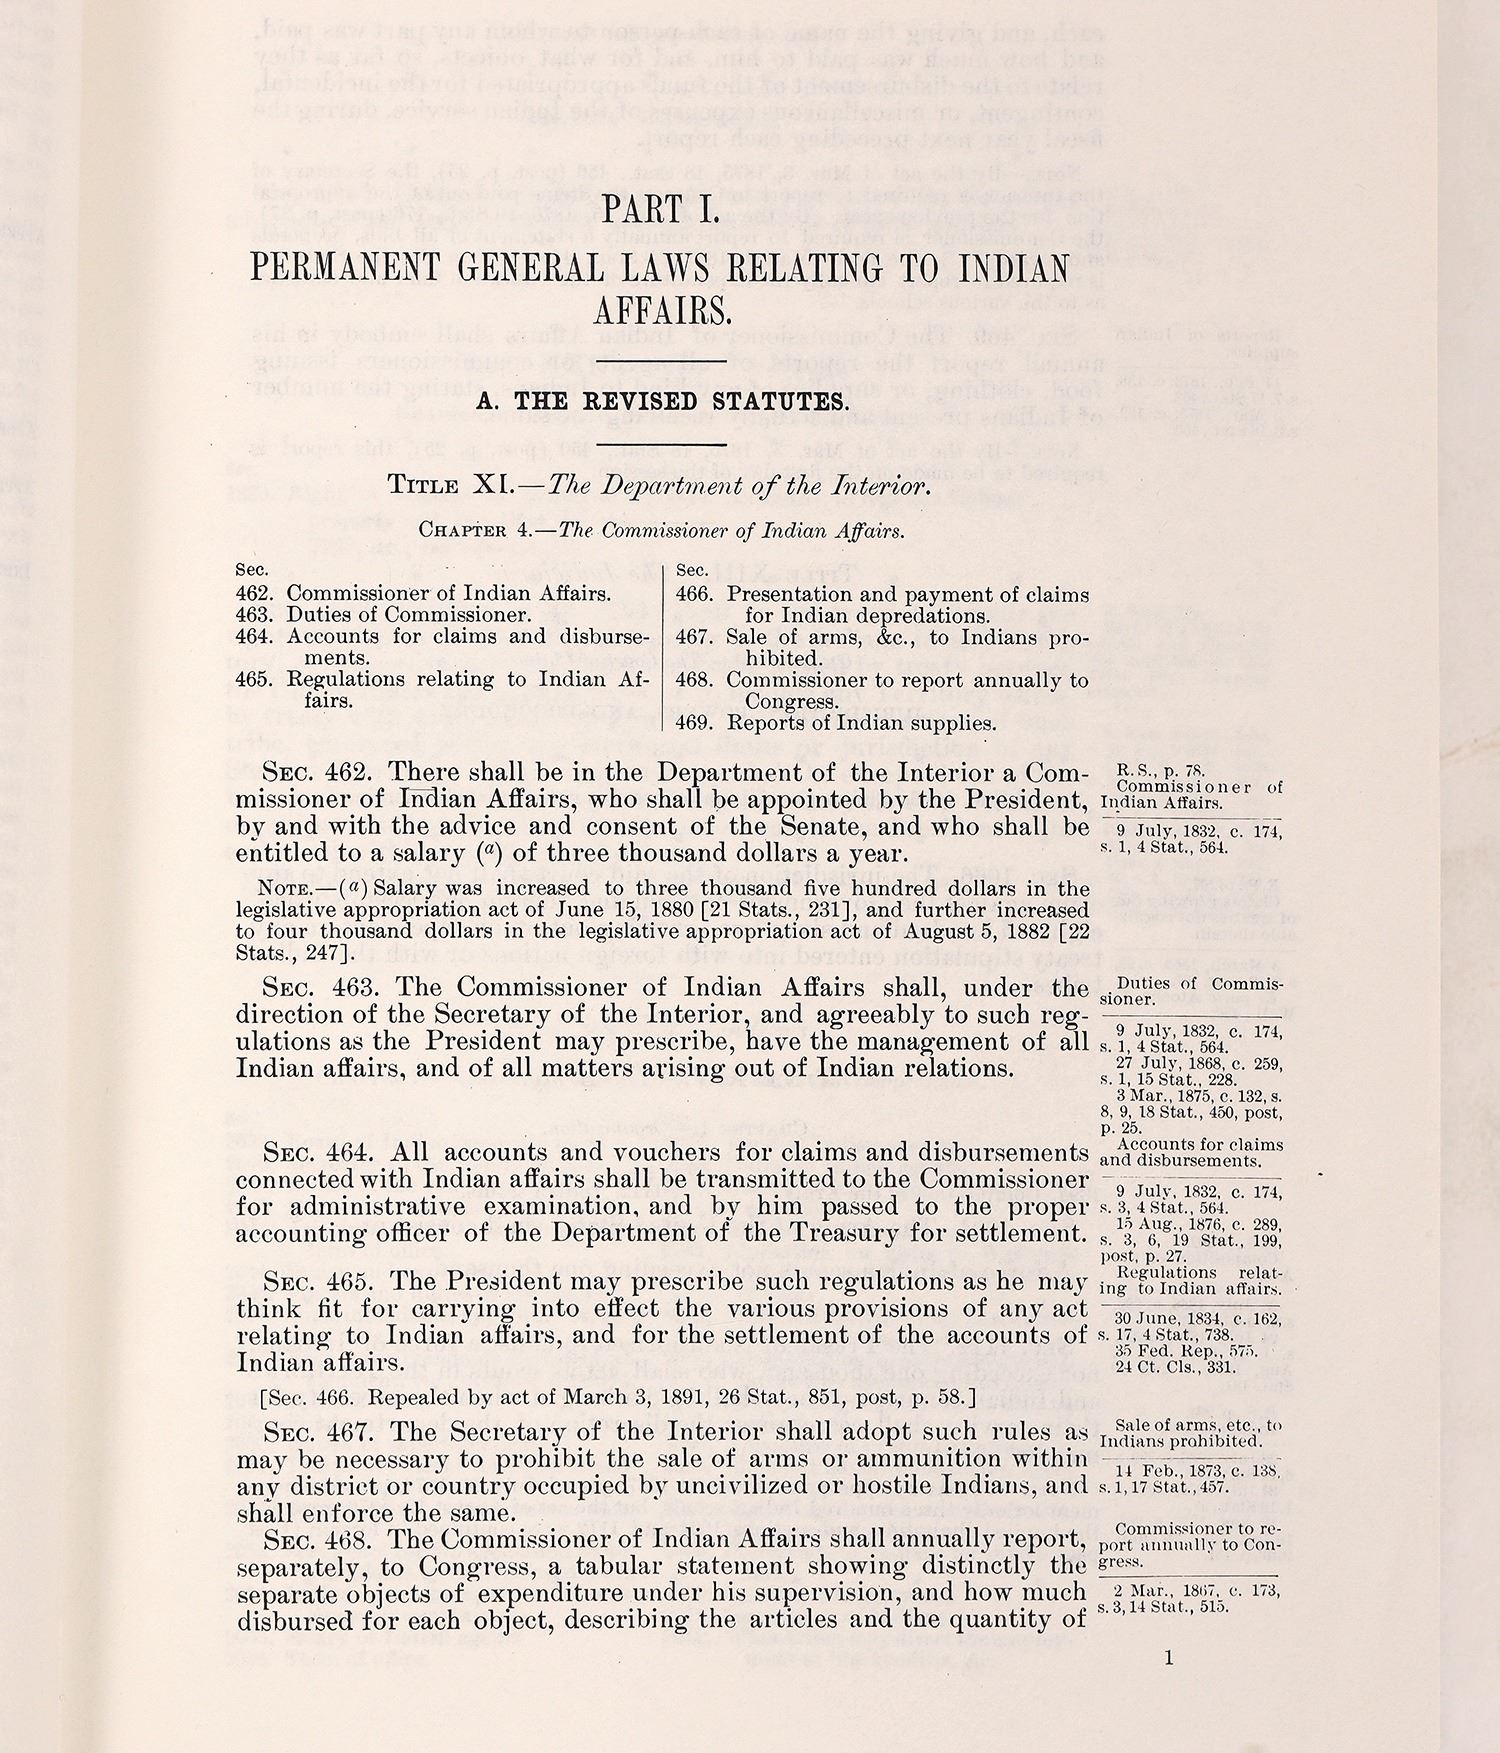 PART I.
PERMANENT GENERAL LAWS RELATING TO INDIAN
AFFAIRS.
A. THE REVISED STATUTES.
TITLE XI.—The Department of the Interior.
CHAPTER 4.—The Commissioner of Indian Affairs.
Sec.
462. Commissioner of Indian Affairs.
463. Duties of Commissioner.
464. Accounts for claims and disburse-
ments.
465. Regulations relating to Indian Af-
fairs.
Sec.
466. Presentation and payment of claims
for Indian depredations.
467. Sale of arms, &c., to Indians pro-
hibited.
468. Commissioner to report annually to
Congress.
469. Reports of Indian supplies.
SEC. 462. There shall be in the Department of the Interior a Com-
missioner of Indian Affairs, who shall be appointed by the President,
by and with the advice and consent of the Senate, and who shall be
entitled to a salary (a) of three thousand dollars a year.
R. S., p. 78.
Commissioner of
Indian Affairs.
9 July, 1832, c. 174,
s. 1, 4 Stat., 564.
NOTE.—(a) Salary was increased to three thousand five hundred dollars in the
legislative appropriation act of June 15, 1880 [21 Stats., 231], and further increased
to four thousand dollars in the legislative appropriation act of August 5, 1882 [22
Stats., 247].
SEC. 463. The Commissioner of Indian Affairs shall, under the
direction of the Secretary of the Interior, and agreeably to such reg-
ulations as the President may prescribe, have the management of all
Indian affairs, and of all matters arising out of Indian relations.
Duties of Commis-
sioner.
9 July, 1832, c. 174,
s. 1, 4 Stat., 564.
27 July, 1868, c. 259,
s. 1, 15 Stat., 228.
3 Mar., 1875, c. 132, s.
8, 9, 18 Stat., 450, post,
p. 25.
SEC. 464. All accounts and vouchers for claims and disbursements
connected with Indian affairs shall be transmitted to the Commissioner
for administrative examination, and by him passed to the proper
accounting officer of the Department of the Treasury for settlement.
Accounts for claims
and disbursements.
9 July, 1832, c. 174,
s. 3, 4 Stat., 564.
15 Aug., 1876, c. 289,
s. 3, 6, 19 Stat., 199,
post, p. 27.
SEC. 465. The President may prescribe such regulations as he may
think fit for carrying into effect the various provisions of any act
relating to Indian affairs, and for the settlement of the accounts of
Indian affairs.
Regulations relat-
ing to Indian affairs.
30 June, 1834, c. 162,
s. 17, 4 Stat., 738.
35 Fed. Rep., 575.
24 Ct. Cls., 331.
[Sec. 466. Repealed by act of March 3, 1891, 26 Stat., 851, post, p. 58.]
SEC. 467. The Secretary of the Interior shall adopt such rules as
may be necessary to prohibit the sale of arms or ammunition within
any district or country occupied by uncivilized or hostile Indians, and
shall enforce the same.
Sale of arms, etc., to
Indians prohibited.
14 Feb., 1873, c. 138,
s. 1, 17 Stat., 457.
SEC. 468. The Commissioner of Indian Affairs shall annually report,
separately, to Congress, a tabular statement showing distinctly the
separate objects of expenditure under his supervision, and how much
disbursed for each object, describing the articles and the quantity of
Commissioner to re-
port annually to Con-
gress.
2 Mar., 1867, c. 173,
s. 3, 14 Stat., 515.
1